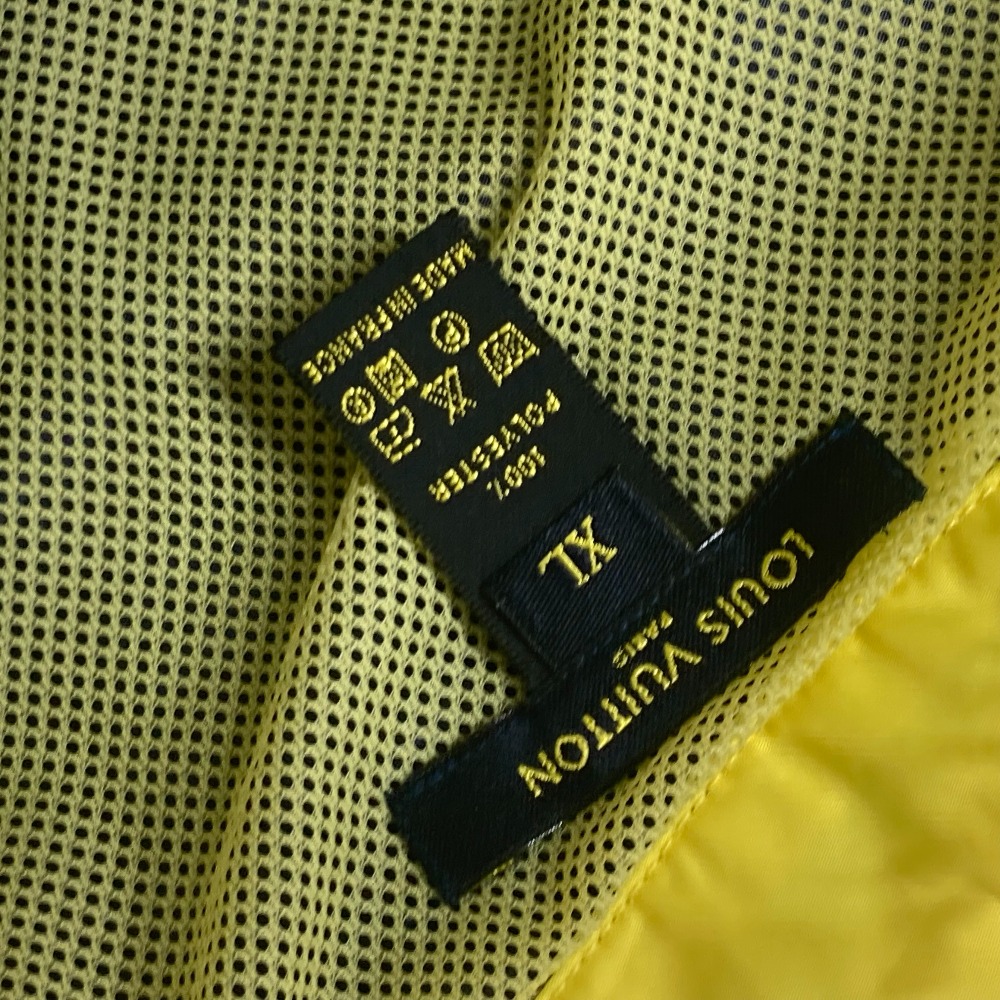 LOUIS VUITTON
PARIS
XL
100%
POLYESTER
MADE IN FRANCE